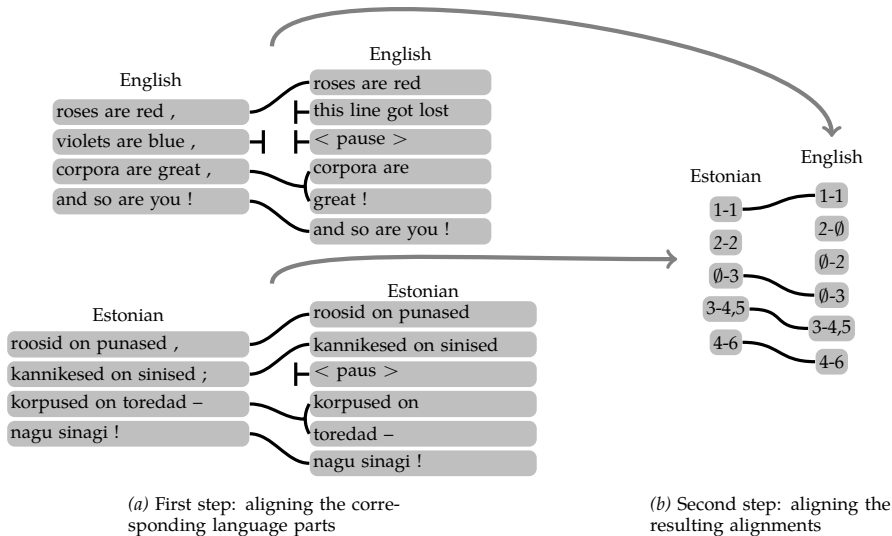 English
roses are red ,
violets are blue ,
corpora are great ,
and so are you !
English
roses are red
this line got lost
< pause >
corpora are
great !
and so are you !
Estonian
roosid on punased ,
kannikesed on sinised ;
korpused on toredad –
nagu sinagi !
Estonian
roosid on punased
kannikesed on sinised
< paus >
korpused on
toredad –
nagu sinagi !
(a) First step: aligning the corre-
sponding language parts
Estonian
1-1
2-2
∅-3
3-4,5
4-6
English
1-1
2-∅
∅-2
∅-3
3-4,5
4-6
(b) Second step: aligning the
resulting alignments